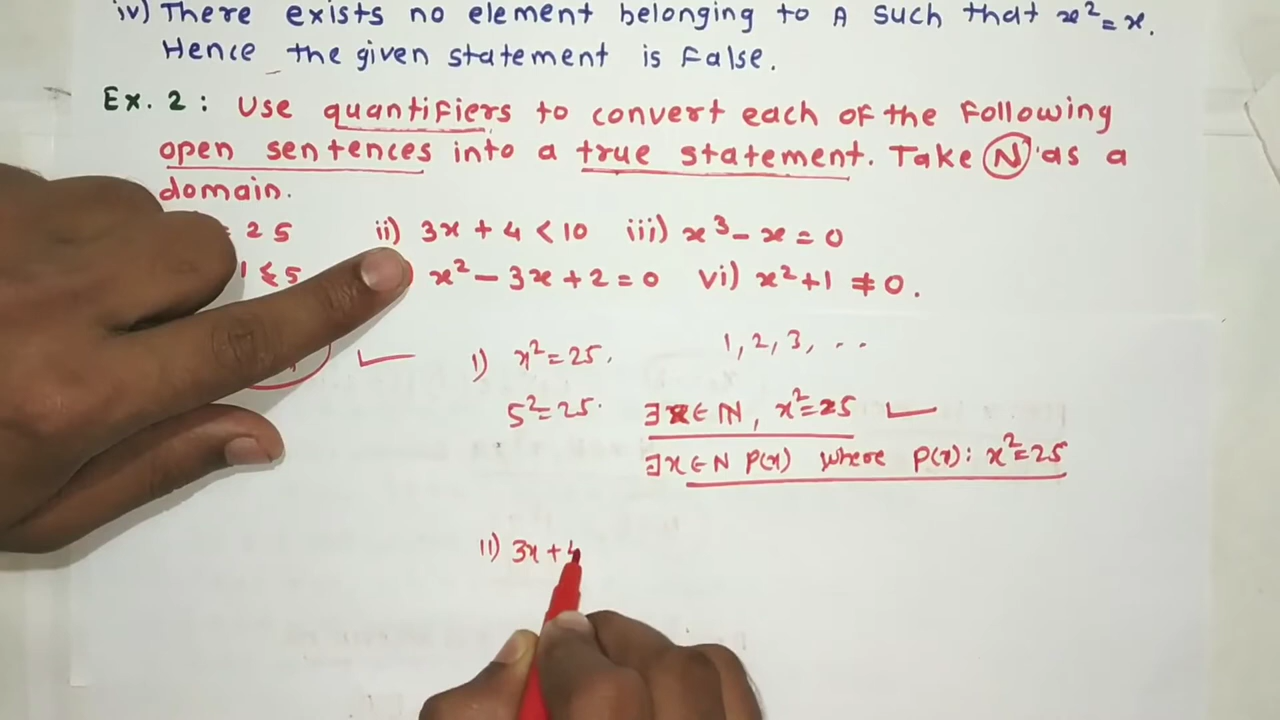 iv) There exists no element belonging to A such that x² = x.
Hence the given statement is False.
Ex. 2 : Use quantifiers to convert each of the Following
open sentences into a true statement. Take N as a
domain.
= 25 ii) 3x + 4 < 10 iii) x³ - x = 0
≤ 5 x² - 3x + 2 = 0 vi) x² + 1 ≠ 0.
i) x² = 25. 1, 2, 3, ..
5² = 25. ∃ x ∈ N, x² = 25
∃ x ∈ N P(x) where P(x): x² = 25
ii) 3x + 4